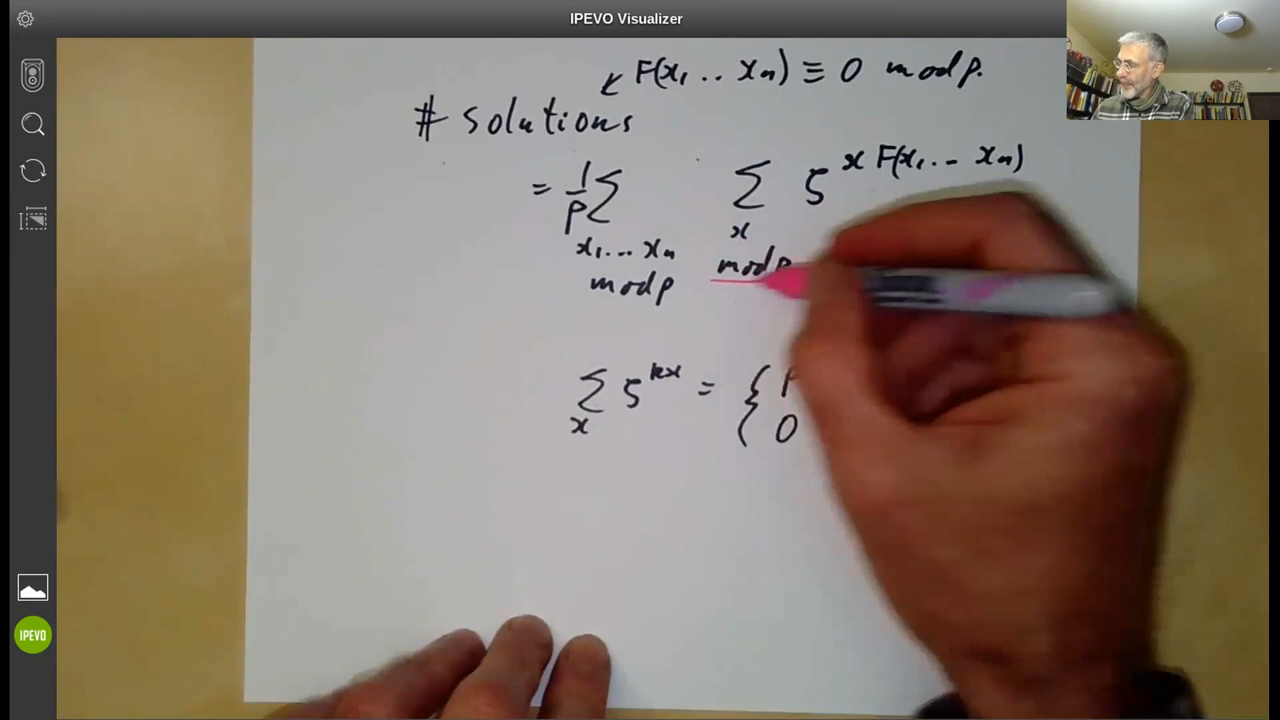 IPEVO Visualizer
F(x₁ .. xₙ) ≡ 0 mod p.
# solutions
= 1/p Σ Σ ζ^x F(x₁ .. xₙ)
x₁ ... xₙ x
mod p mod p
Σ ζ^kx = {
x 0
IPEVO